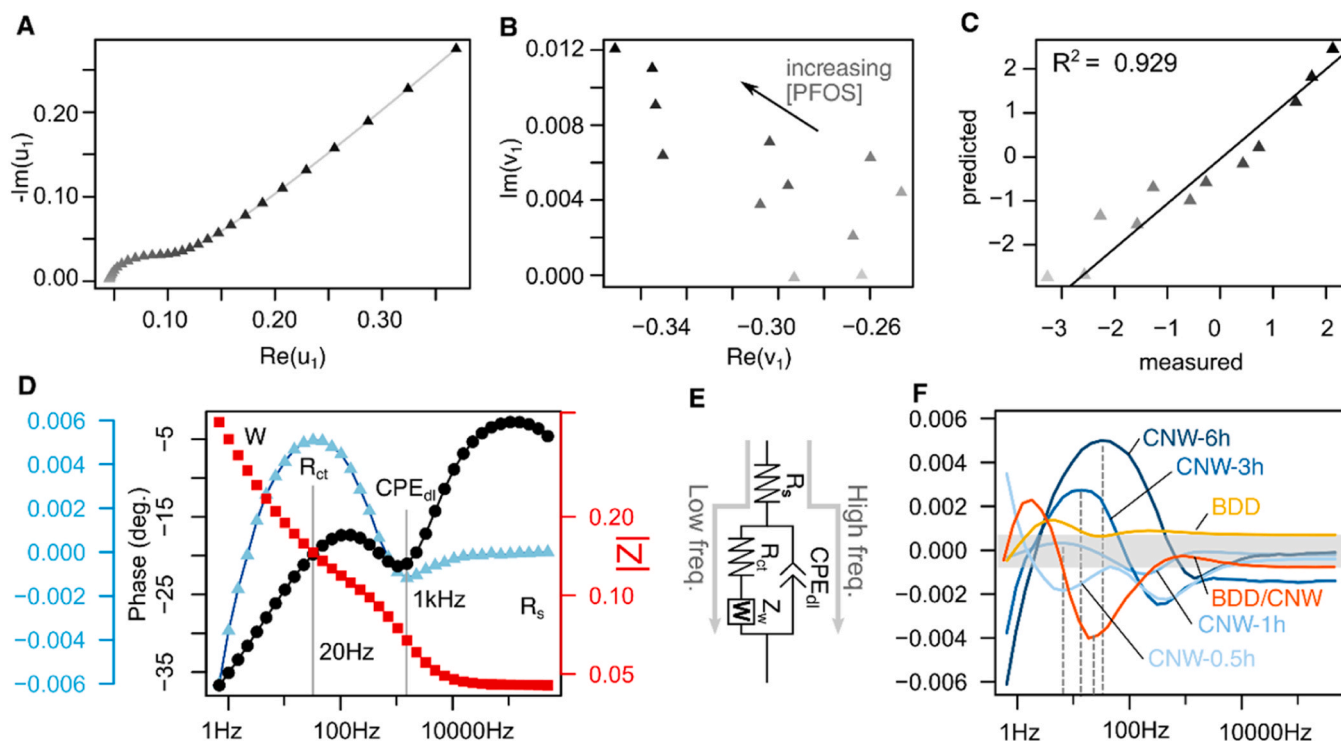 A
-Im(u1)
0.20
0.10
0.00
0.10
0.20
0.30
Re(u1)
B
Im(v1)
0.012
0.008
0.004
0.000
increasing
[PFOS]
−0.34
−0.30
−0.26
Re(v1)
C
R2 = 0.929
predicted
2
1
0
−1
−2
−3
−2
−1
0
1
2
measured
D
0.006
0.004
0.002
0.000
−0.002
−0.004
−0.006
Phase (deg.)
−5
−15
−25
−35
W
Rct
CPEdl
20Hz
1kHz
Rs
0.20
0.10
0.05
|Z|
1Hz
100Hz
10000Hz
E
Low freq.
High freq.
Rs
Rct
CPEdl
W
Zw
F
0.006
0.004
0.002
0.000
−0.002
−0.004
−0.006
CNW-6h
CNW-3h
BDD
BDD/CNW
CNW-1h
CNW-0.5h
1Hz
100Hz
10000Hz